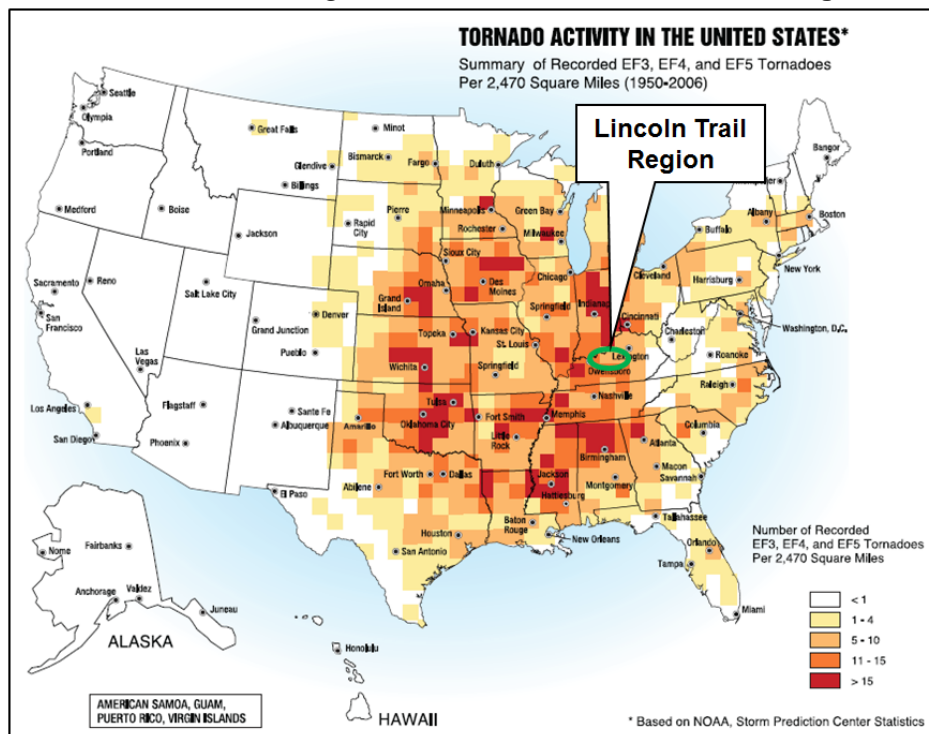 TORNADO ACTIVITY IN THE UNITED STATES*
Summary of Recorded EF3, EF4, and EF5 Tornadoes
Per 2,470 Square Miles (1950-2006)
Lincoln Trail
Region
Seattle
Olympia
Portland
Great Falls
Minot
Glendive
Bismarck
Fargo
Duluth
Bangor
Billings
Medford
Boise
Pierre
Minneapolis
Green Bay
Albany
Boston
Rapid
City
Rochester
Milwaukee
Buffalo
Jackson
Sioux City
Chicago
Cleveland
New York
Reno
Sacramento
Salt Lake City
Omaha
Des
Moines
Harrisburg
San
Francisco
Grand
Island
Springfield
Cincinnati
Denver
Grand Junction
Topeka
Kansas City
St. Louis
Charleston
Washington, D.C.
Pueblo
Lexington
Las
Vegas
Wichita
Springfield
Owensboro
Roanoke
Nashville
Raleigh
Los Angeles
Flagstaff
Santa Fe
Tulsa
Fort Smith
Memphis
Albuquerque
Amarillo
Oklahoma City
Little
Rock
Columbia
San Diego
Phoenix
Birmingham
Atlanta
Fort Worth
Dallas
Jackson
Macon
Abilene
Hattiesburg
Montgomery
Savannah
El Paso
Baton
Rouge
Tallahassee
Houston
New Orleans
San Antonio
Orlando
Tampa
Miami
Number of Recorded
EF3, EF4, and EF5 Tornadoes
Per 2,470 Square Miles
< 1
1 - 4
5 - 10
11 - 15
> 15
Nome
Fairbanks
Anchorage
Valdez
Juneau
ALASKA
Honolulu
HAWAII
AMERICAN SAMOA, GUAM,
PUERTO RICO, VIRGIN ISLANDS
* Based on NOAA, Storm Prediction Center Statistics